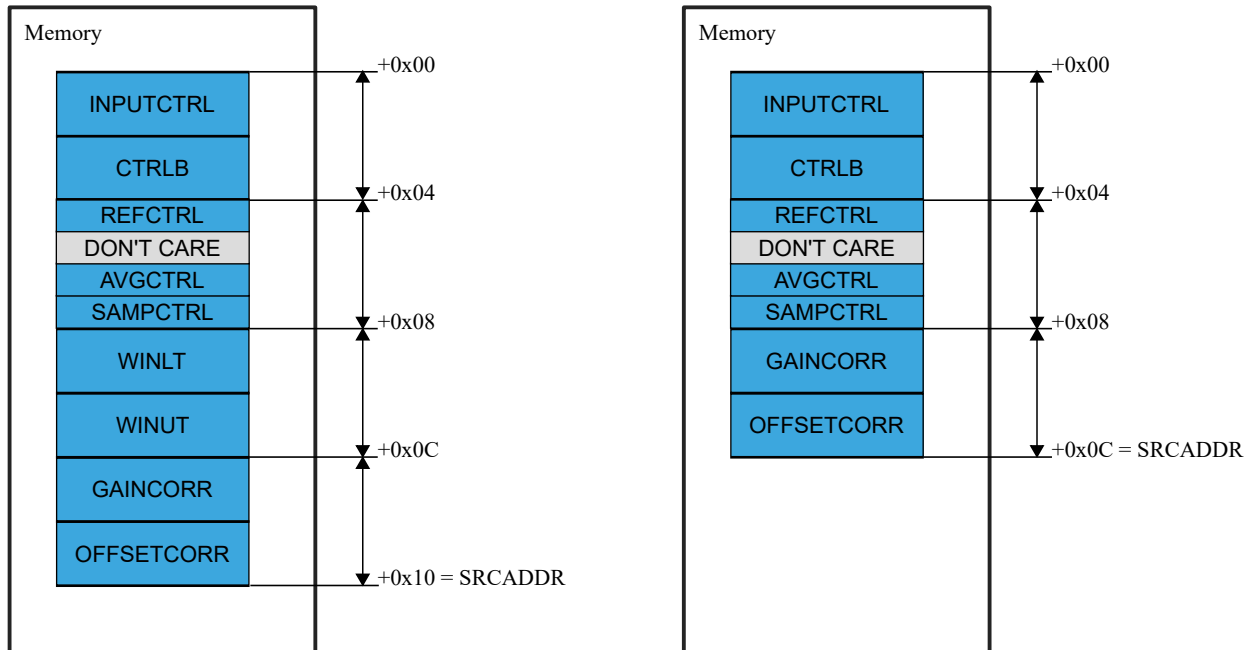 Memory
+0x00
INPUTCTRL
CTRLB
+0x04
REFCTRL
DON'T CARE
AVGCTRL
SAMPCTRL
+0x08
WINLT
WINUT
+0x0C
GAINCORR
OFFSETCORR
+0x10 = SRCADDR
Memory
+0x00
INPUTCTRL
CTRLB
+0x04
REFCTRL
DON'T CARE
AVGCTRL
SAMPCTRL
+0x08
GAINCORR
OFFSETCORR
+0x0C = SRCADDR